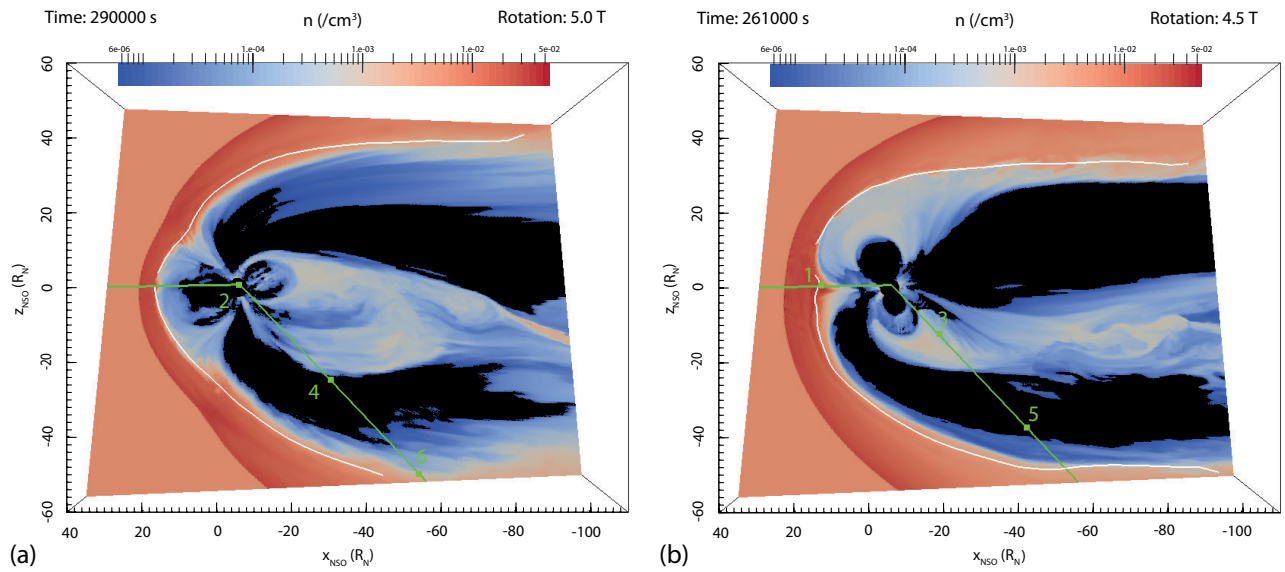 Time: 290000 s n (/cm³) Rotation: 5.0 T
6e-06 1.e-04 1.e-03 1.e-02 5e-02
60
40
20
0
-20
-40
-60
z_NSO (R_N)
2
4
6
40 20 0 -20 -40 -60 -80 -100
x_NSO (R_N)
(a)
Time: 261000 s n (/cm³) Rotation: 4.5 T
6e-06 1.e-04 1.e-03 1.e-02 5e-02
60
40
20
0
-20
-40
-60
z_NSO (R_N)
1
3
5
40 20 0 -20 -40 -60 -80 -100
x_NSO (R_N)
(b)